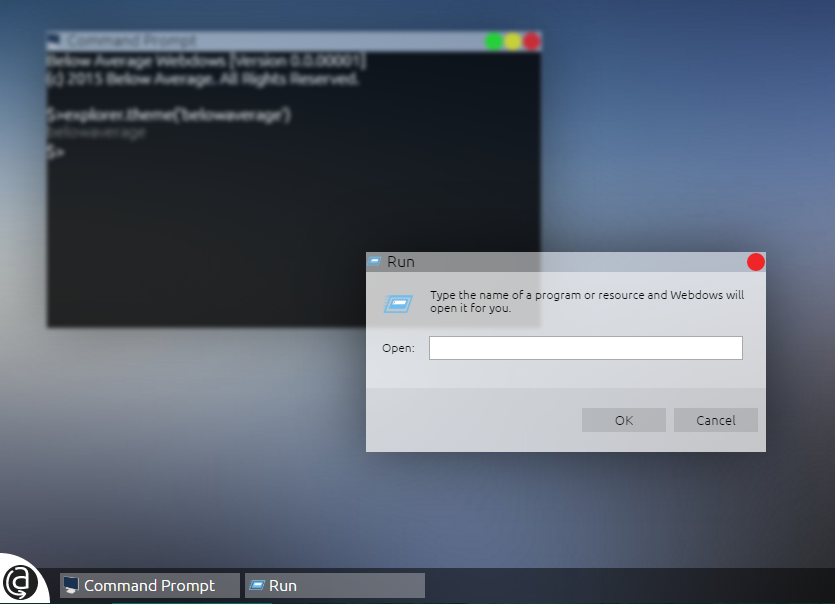 Command Prompt
Below Average Webdows [Version 0.0.00001]
(c) 2015 Below Average. All Rights Reserved.
$>explorer.theme('belowaverage')
belowaverage
$>
Run
Type the name of a program or resource and Webdows will
open it for you.
Open:
OK Cancel
Command Prompt Run